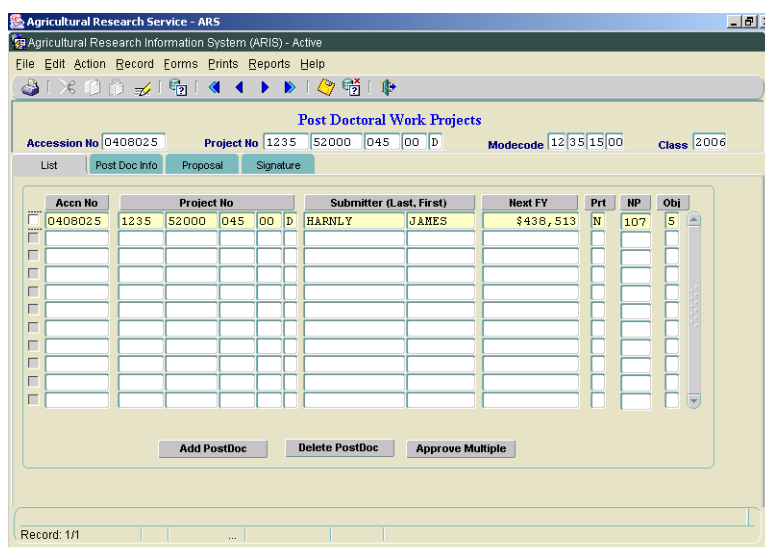 Agricultural Research Service - ARS
Agricultural Research Information System (ARIS) - Active
File Edit Action Record Forms Prints Reports Help
Post Doctoral Work Projects
Accession No 0408025 Project No 1235 52000 045 00 D Modecode 12 35 15 00 Class 2006
List Post Doc Info Proposal Signature
Accn No Project No Submitter (Last, First) Next FY Prt NP Obj
0408025 1235 52000 045 00 D HARNLY JAMES $438,513 N 107 5
Add PostDoc Delete PostDoc Approve Multiple
Record: 1/1 ...